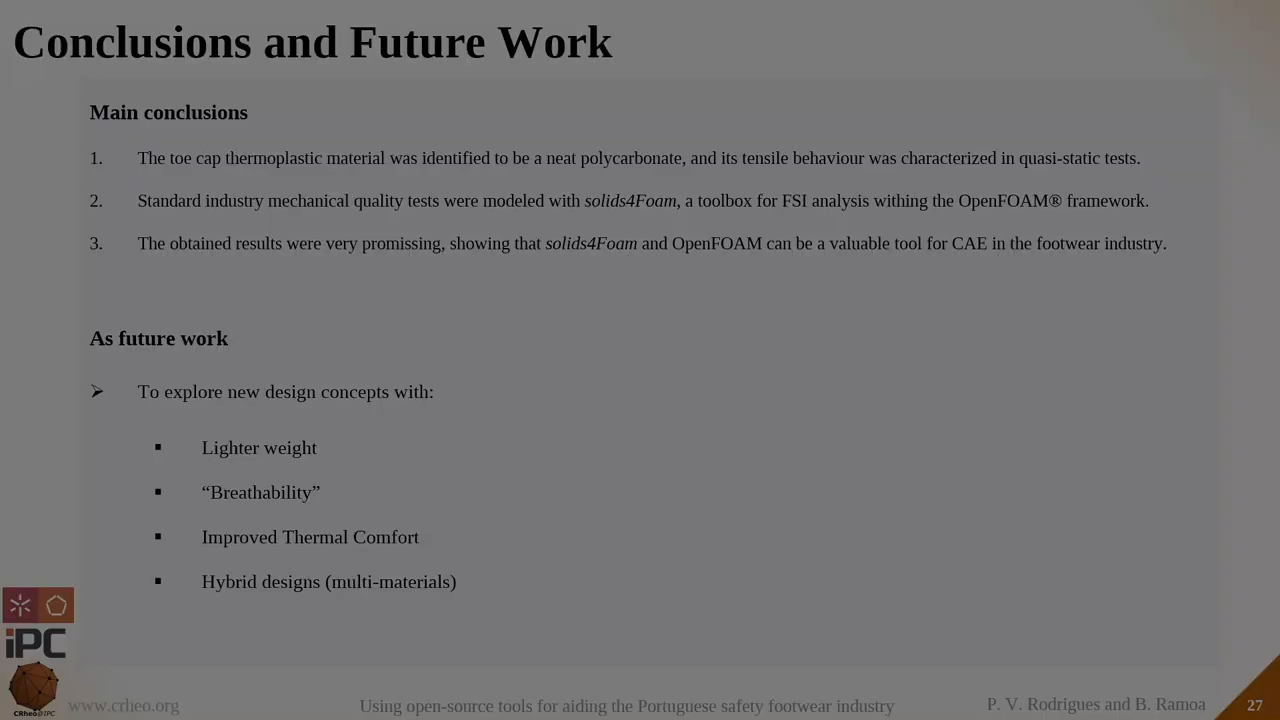 Conclusions and Future Work
Main conclusions
1. The toe cap thermoplastic material was identified to be a neat polycarbonate, and its tensile behaviour was characterized in quasi-static tests.
2. Standard industry mechanical quality tests were modeled with solids4Foam, a toolbox for FSI analysis withing the OpenFOAM® framework.
3. The obtained results were very promissing, showing that solids4Foam and OpenFOAM can be a valuable tool for CAE in the footwear industry.
As future work
➢ To explore new design concepts with:
▪ Lighter weight
▪ “Breathability”
▪ Improved Thermal Comfort
▪ Hybrid designs (multi-materials)
iPC
CRheo@IPC
www.crheo.org
Using open-source tools for aiding the Portuguese safety footwear industry
P. V. Rodrigues and B. Ramoa
27